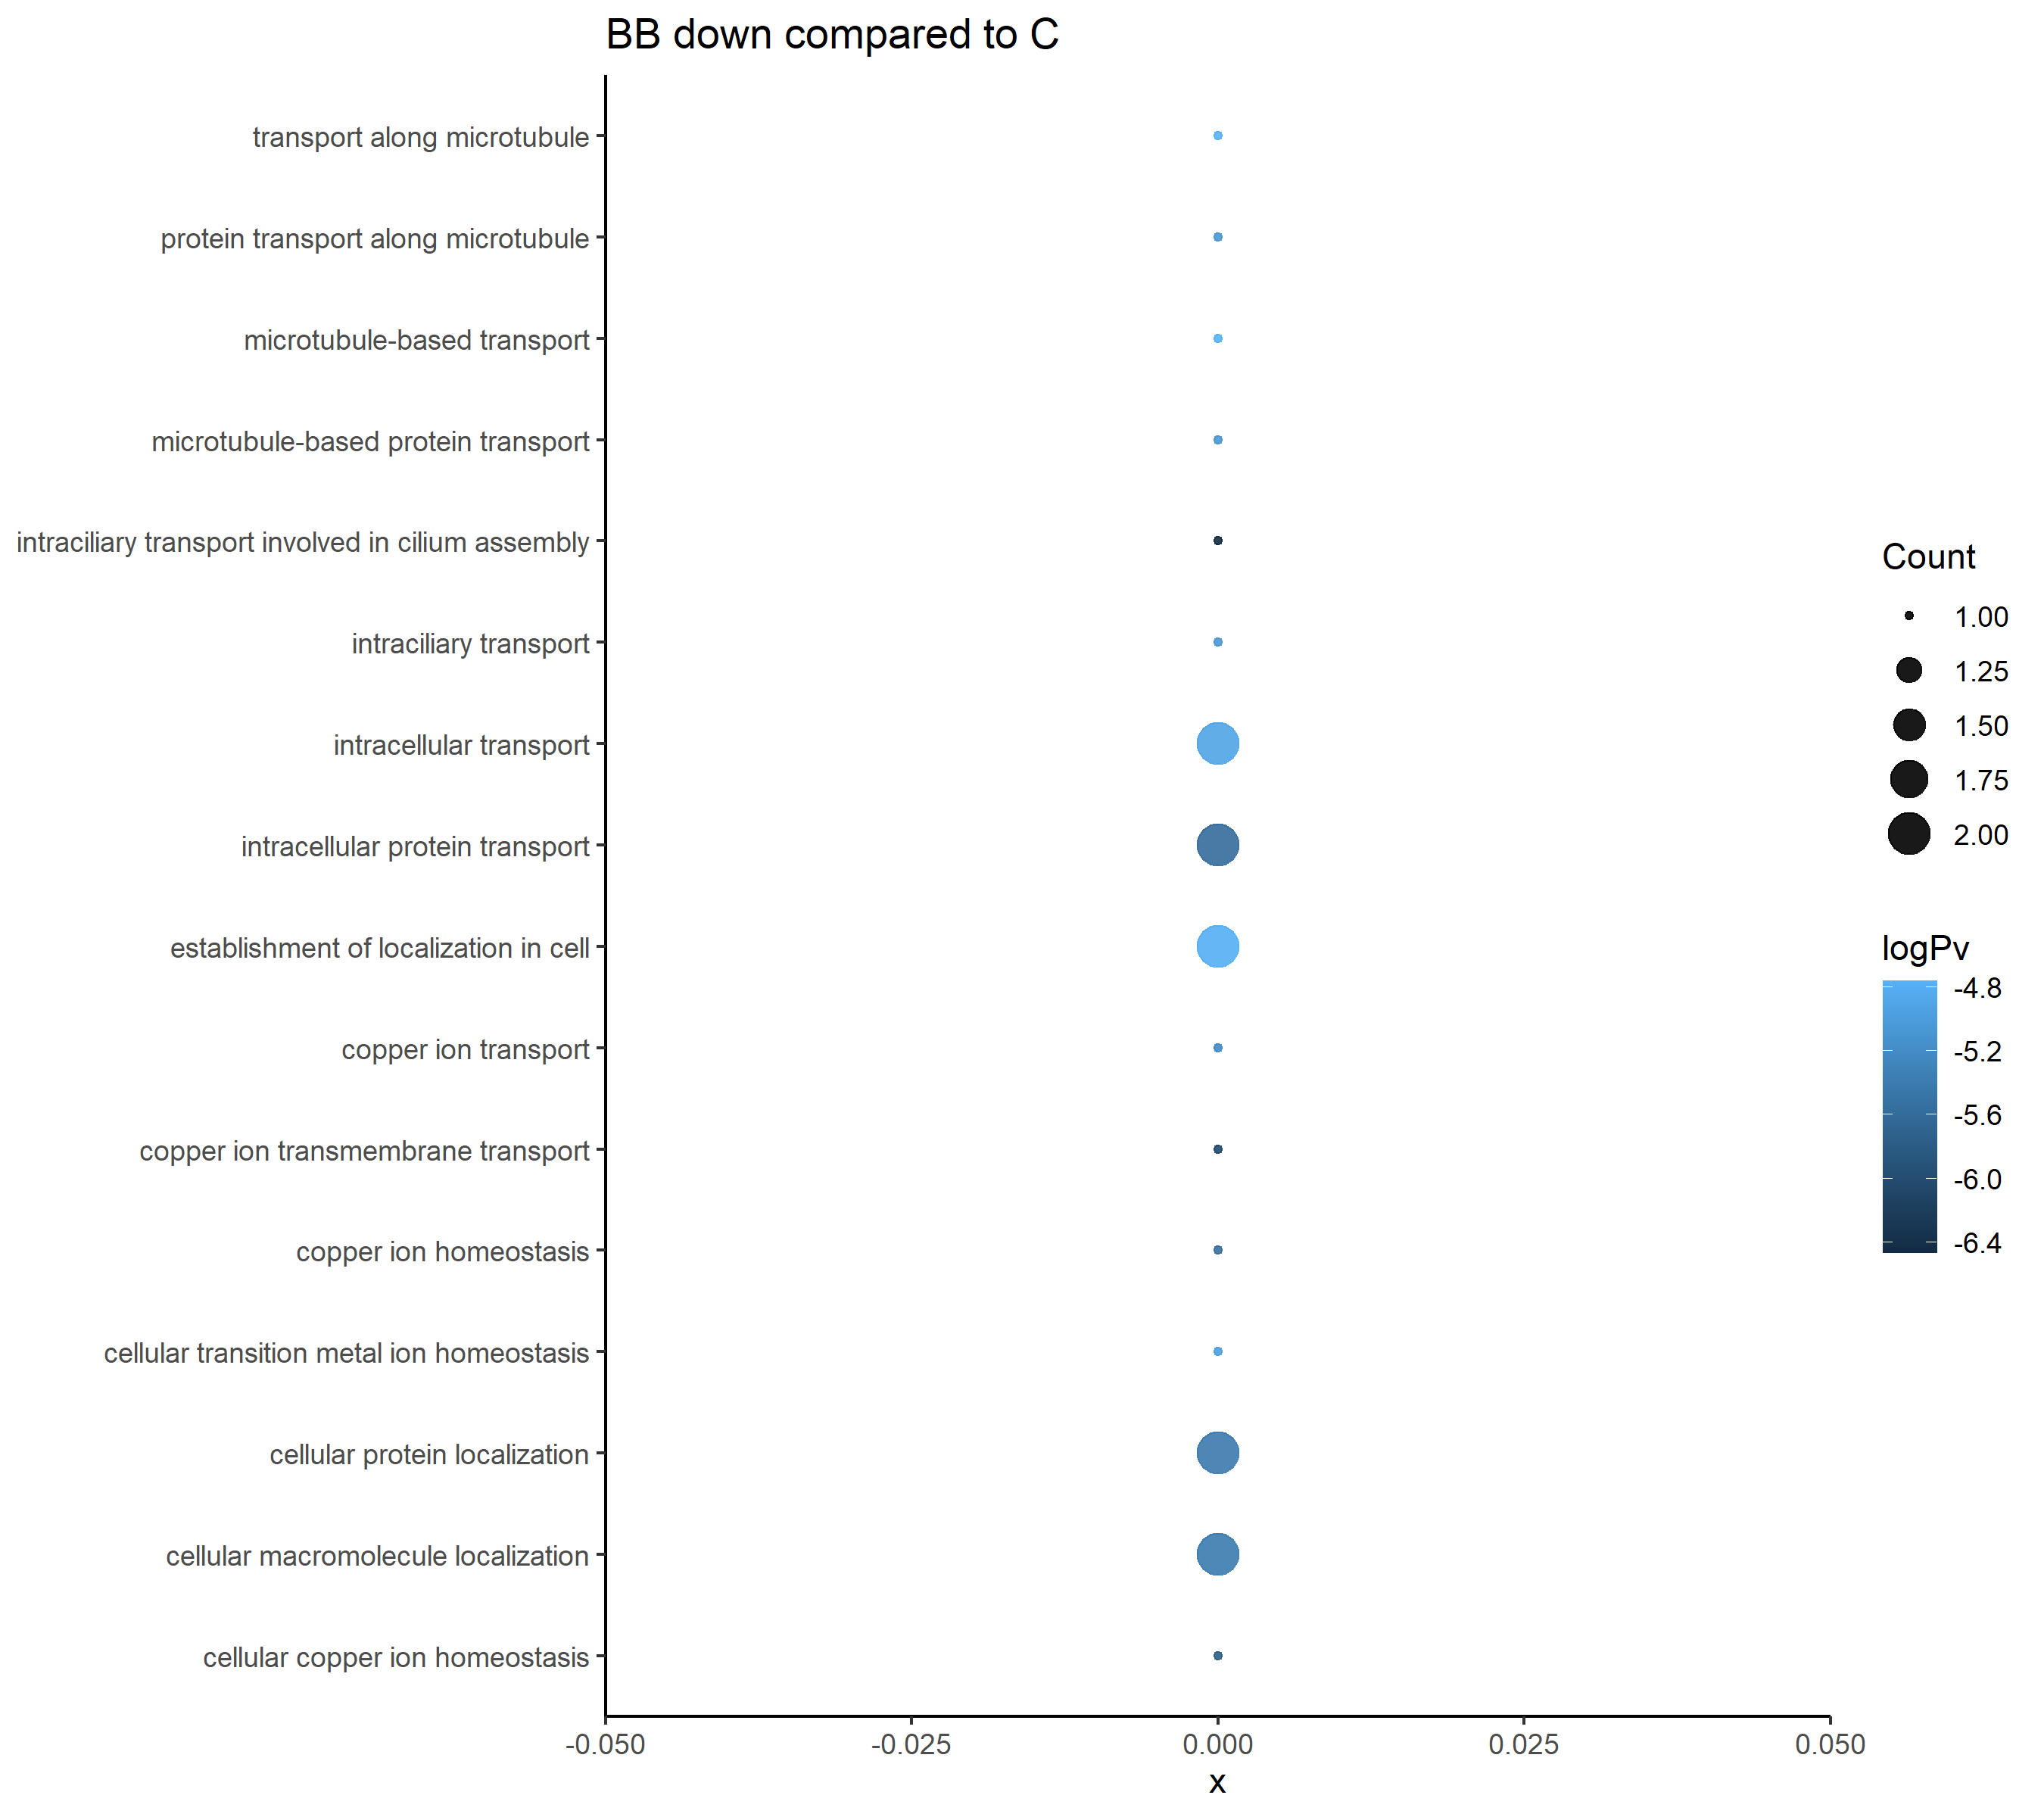 BB down compared to C
transport along microtubule
protein transport along microtubule
microtubule-based transport
microtubule-based protein transport
intraciliary transport involved in cilium assembly
intraciliary transport
intracellular transport
intracellular protein transport
establishment of localization in cell
copper ion transport
copper ion transmembrane transport
copper ion homeostasis
cellular transition metal ion homeostasis
cellular protein localization
cellular macromolecule localization
cellular copper ion homeostasis
-0.050
-0.025
0.000
0.025
0.050
x
Count
1.00
1.25
1.50
1.75
2.00
logPv
-4.8
-5.2
-5.6
-6.0
-6.4